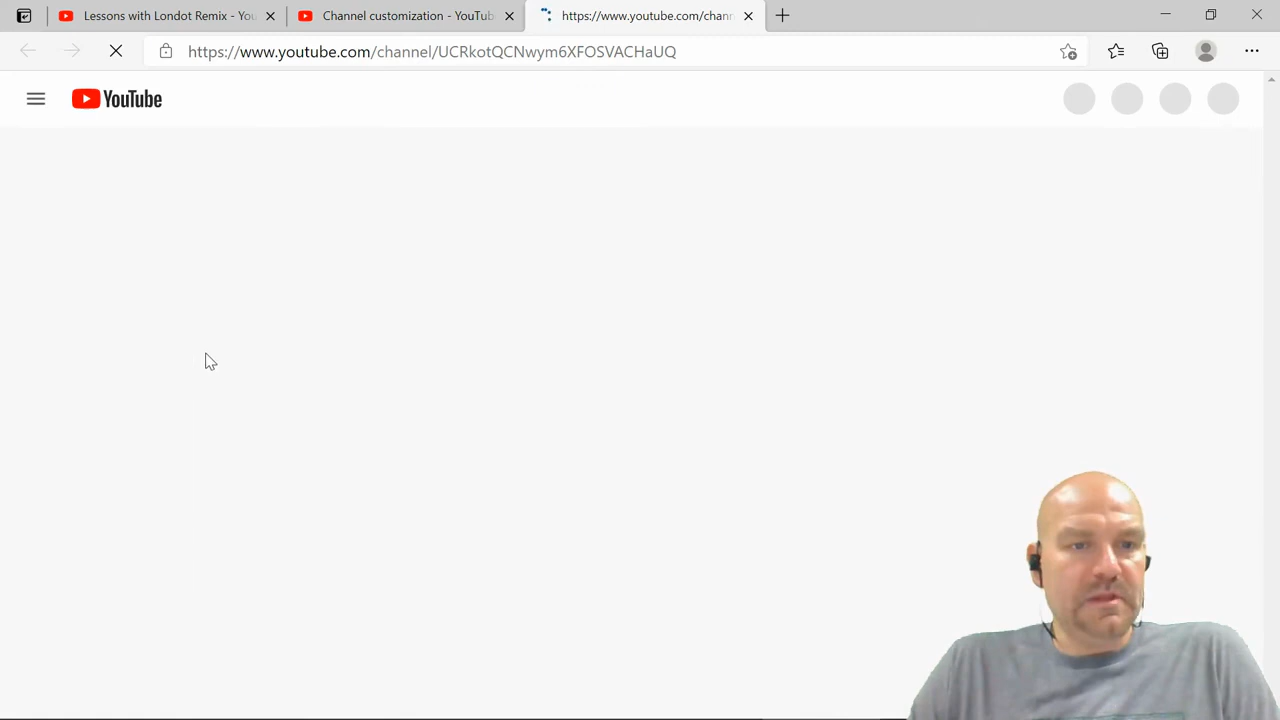 Lessons with Londot Remix - You
Channel customization - YouTub
https://www.youtube.com/chann
https://www.youtube.com/channel/UCRkotQCNwym6XFOSVACHaUQ
YouTube